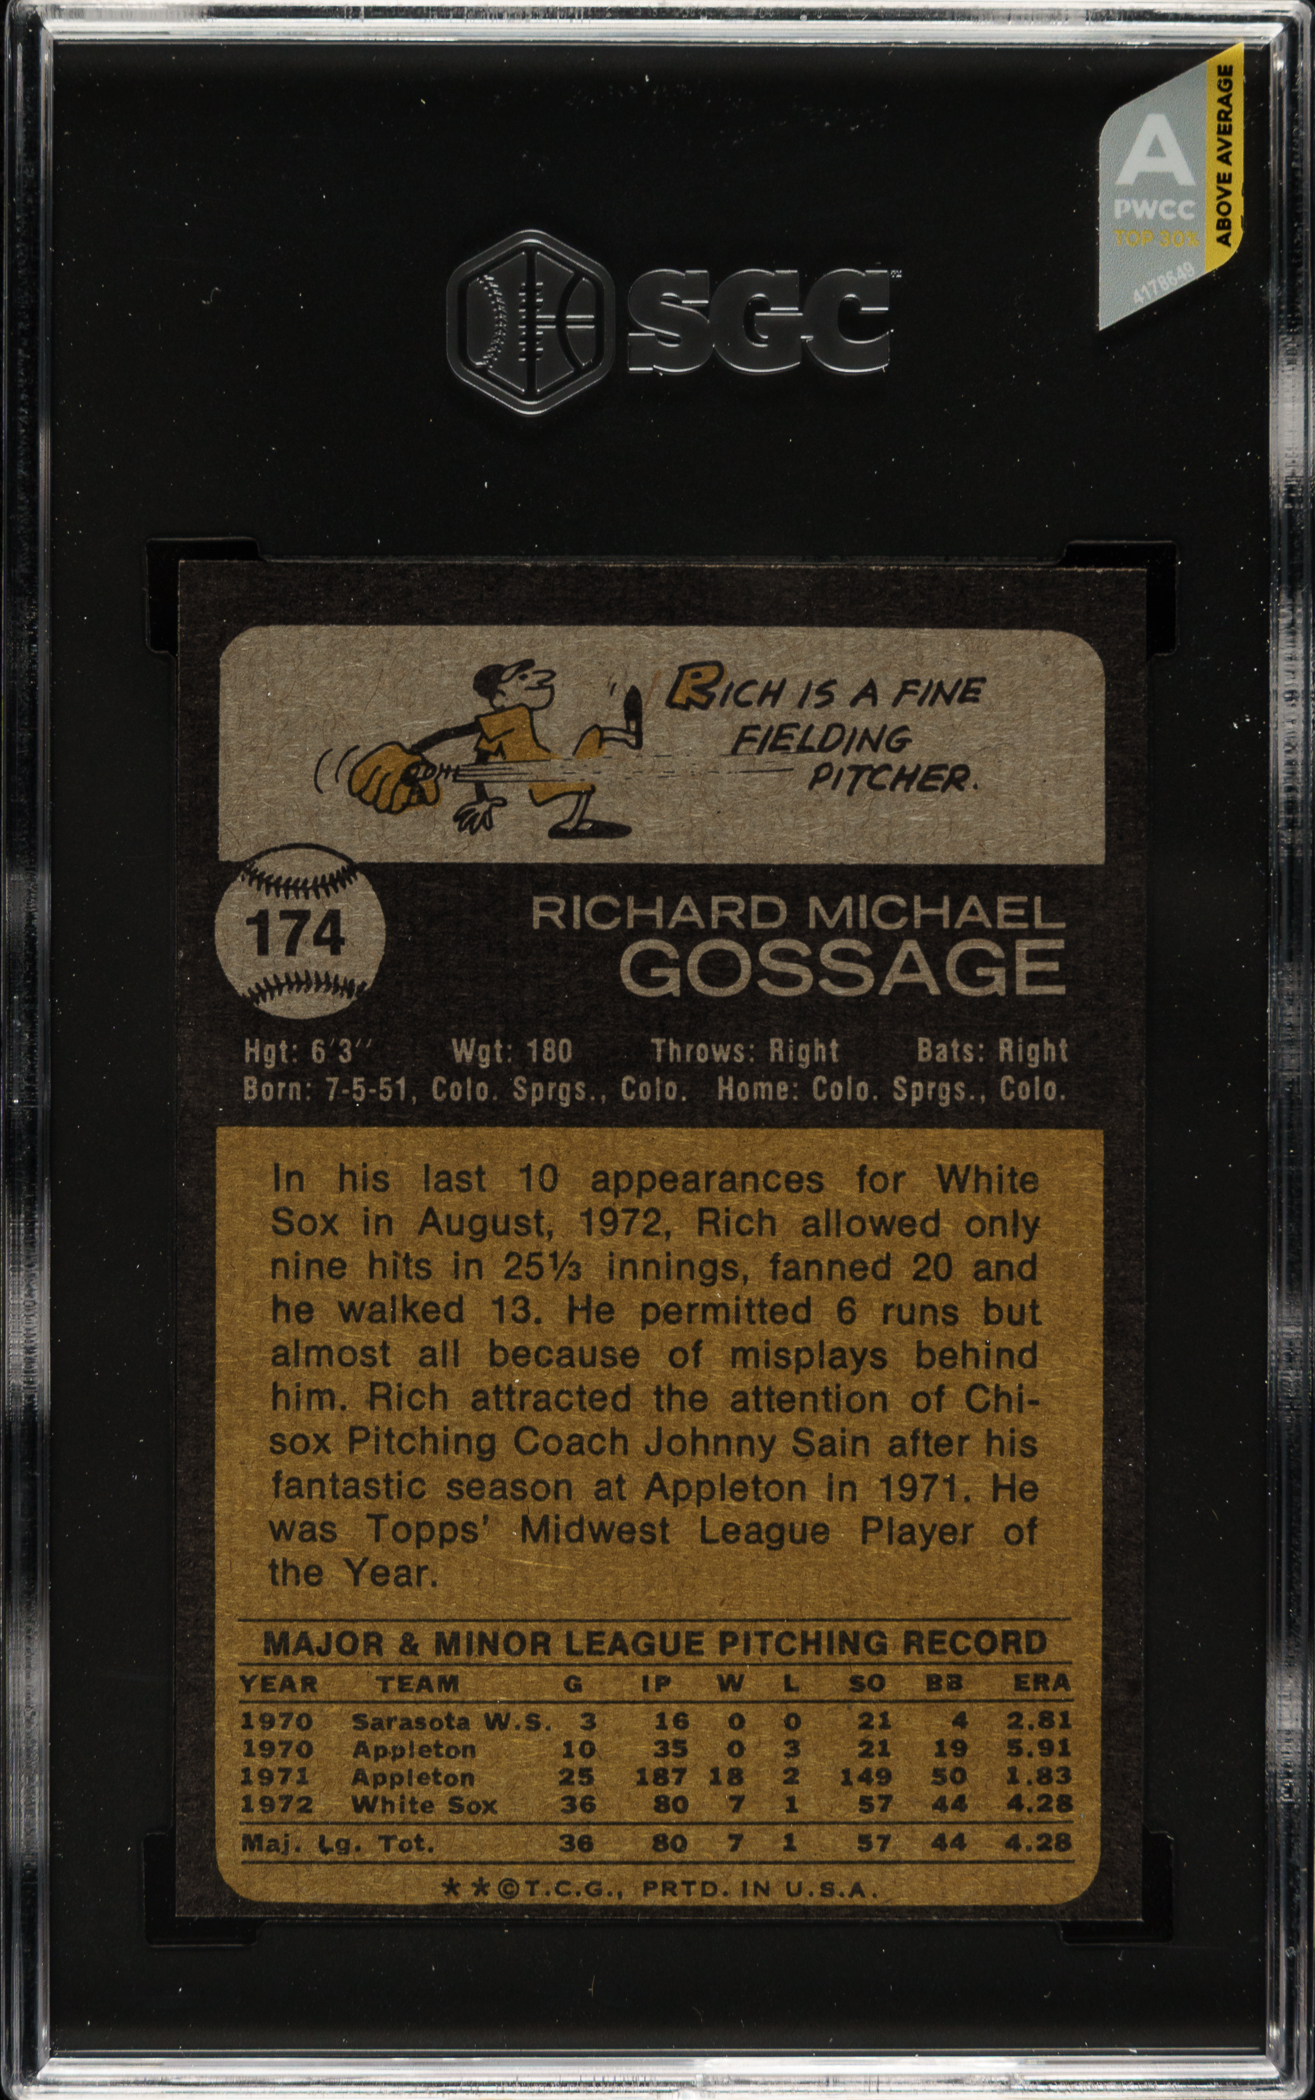 A
PWCC
TOP 30%
4178649
ABOVE AVERAGE
SGC
RICH IS A FINE
FIELDING
PITCHER.
174
RICHARD MICHAEL
GOSSAGE
Hgt: 6'3'' Wgt: 180 Throws: Right Bats: Right
Born: 7-5-51, Colo. Sprgs., Colo. Home: Colo. Sprgs., Colo.
In his last 10 appearances for White
Sox in August, 1972, Rich allowed only
nine hits in 25⅓ innings, fanned 20 and
he walked 13. He permitted 6 runs but
almost all because of misplays behind
him. Rich attracted the attention of Chi-
sox Pitching Coach Johnny Sain after his
fantastic season at Appleton in 1971. He
was Topps' Midwest League Player of
the Year.
MAJOR & MINOR LEAGUE PITCHING RECORD
YEAR TEAM G IP W L SO BB ERA
1970 Sarasota W.S. 3 16 0 0 21 4 2.81
1970 Appleton 10 35 0 3 21 19 5.91
1971 Appleton 25 187 18 2 149 50 1.83
1972 White Sox 36 80 7 1 57 44 4.28
Maj. Lg. Tot. 36 80 7 1 57 44 4.28
**©T.C.G., PRTD. IN U.S.A.